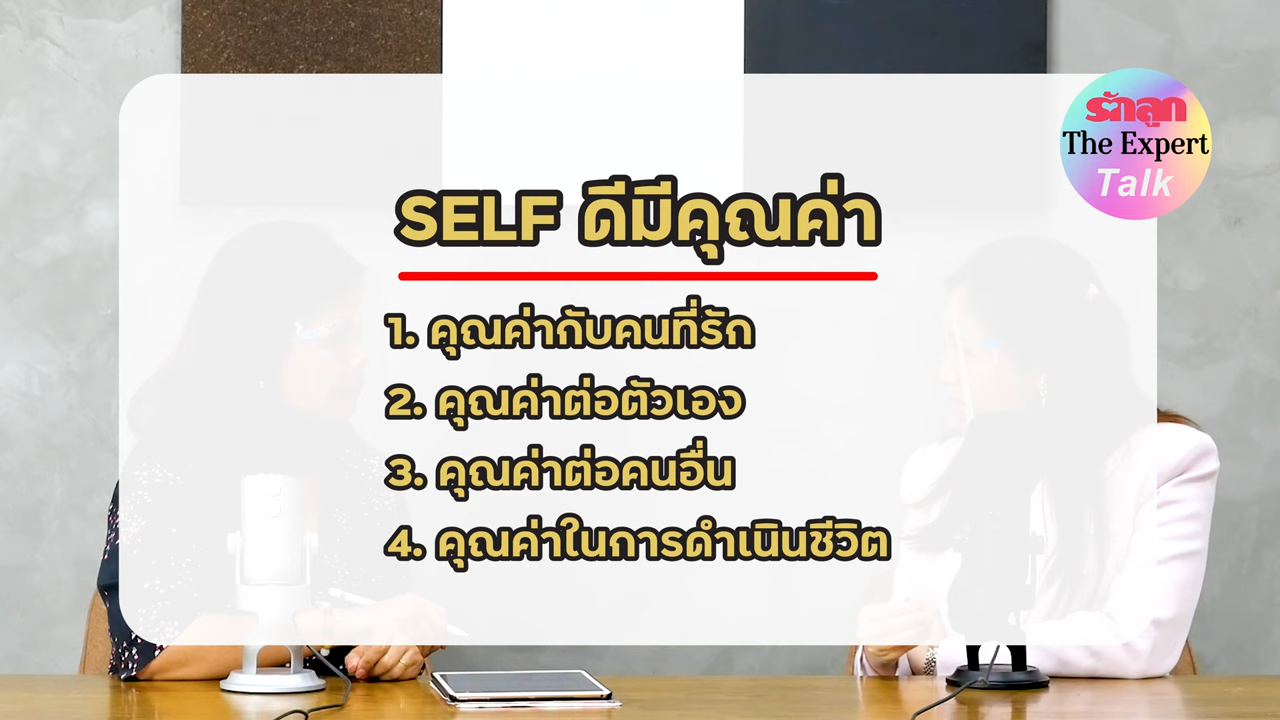 รักลูก
The Expert
Talk
SELF ดีมีคุณค่า
1. คุณค่ากับคนที่รัก
2. คุณค่าต่อตัวเอง
3. คุณค่าต่อคนอื่น
4. คุณค่าในการดำเนินชีวิต